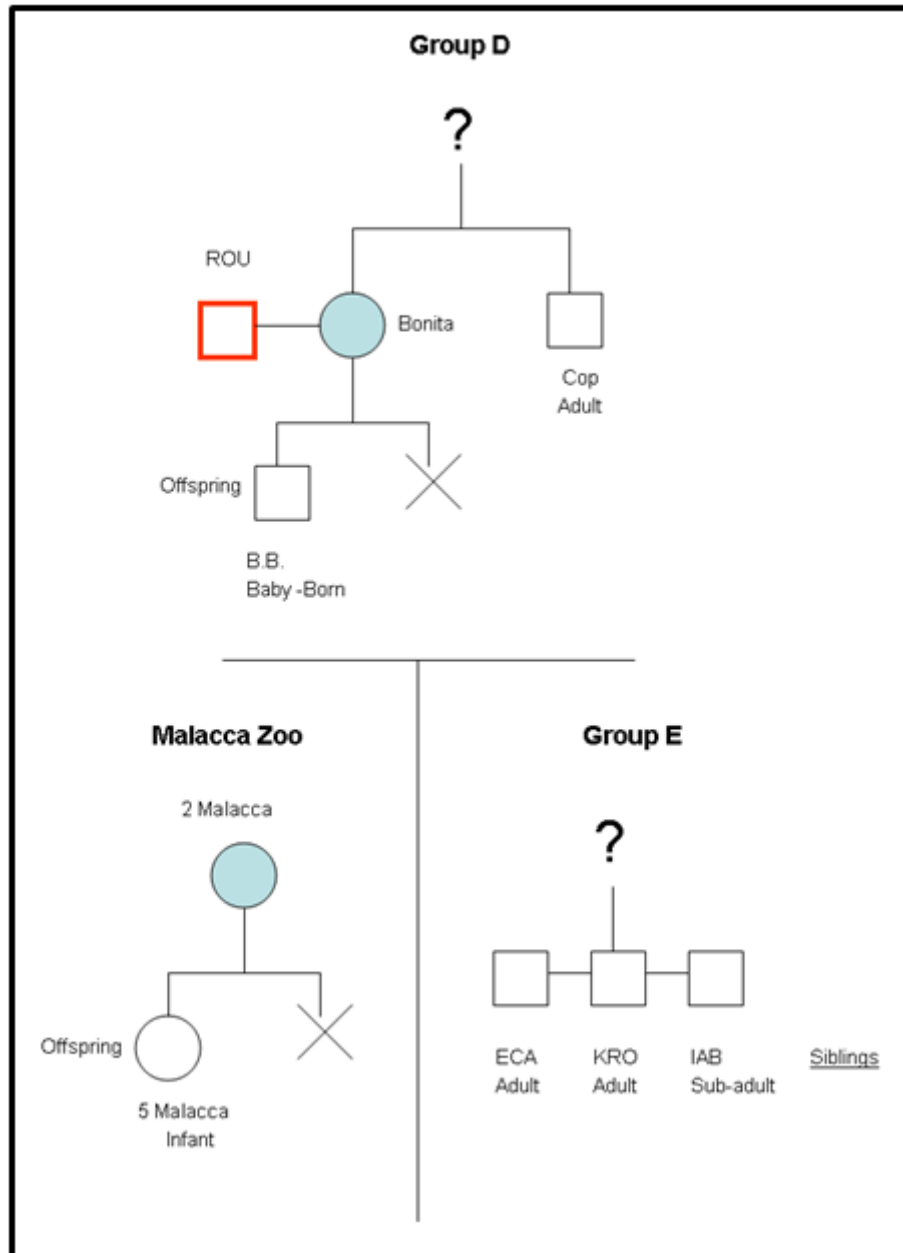 Group D
?
ROU
Bonita
Cop
Adult
Offspring
B.B.
Baby -Born
Malacca Zoo
Group E
2 Malacca
?
Offspring
5 Malacca
Infant
ECA
Adult
KRO
Adult
IAB
Sub-adult
Siblings